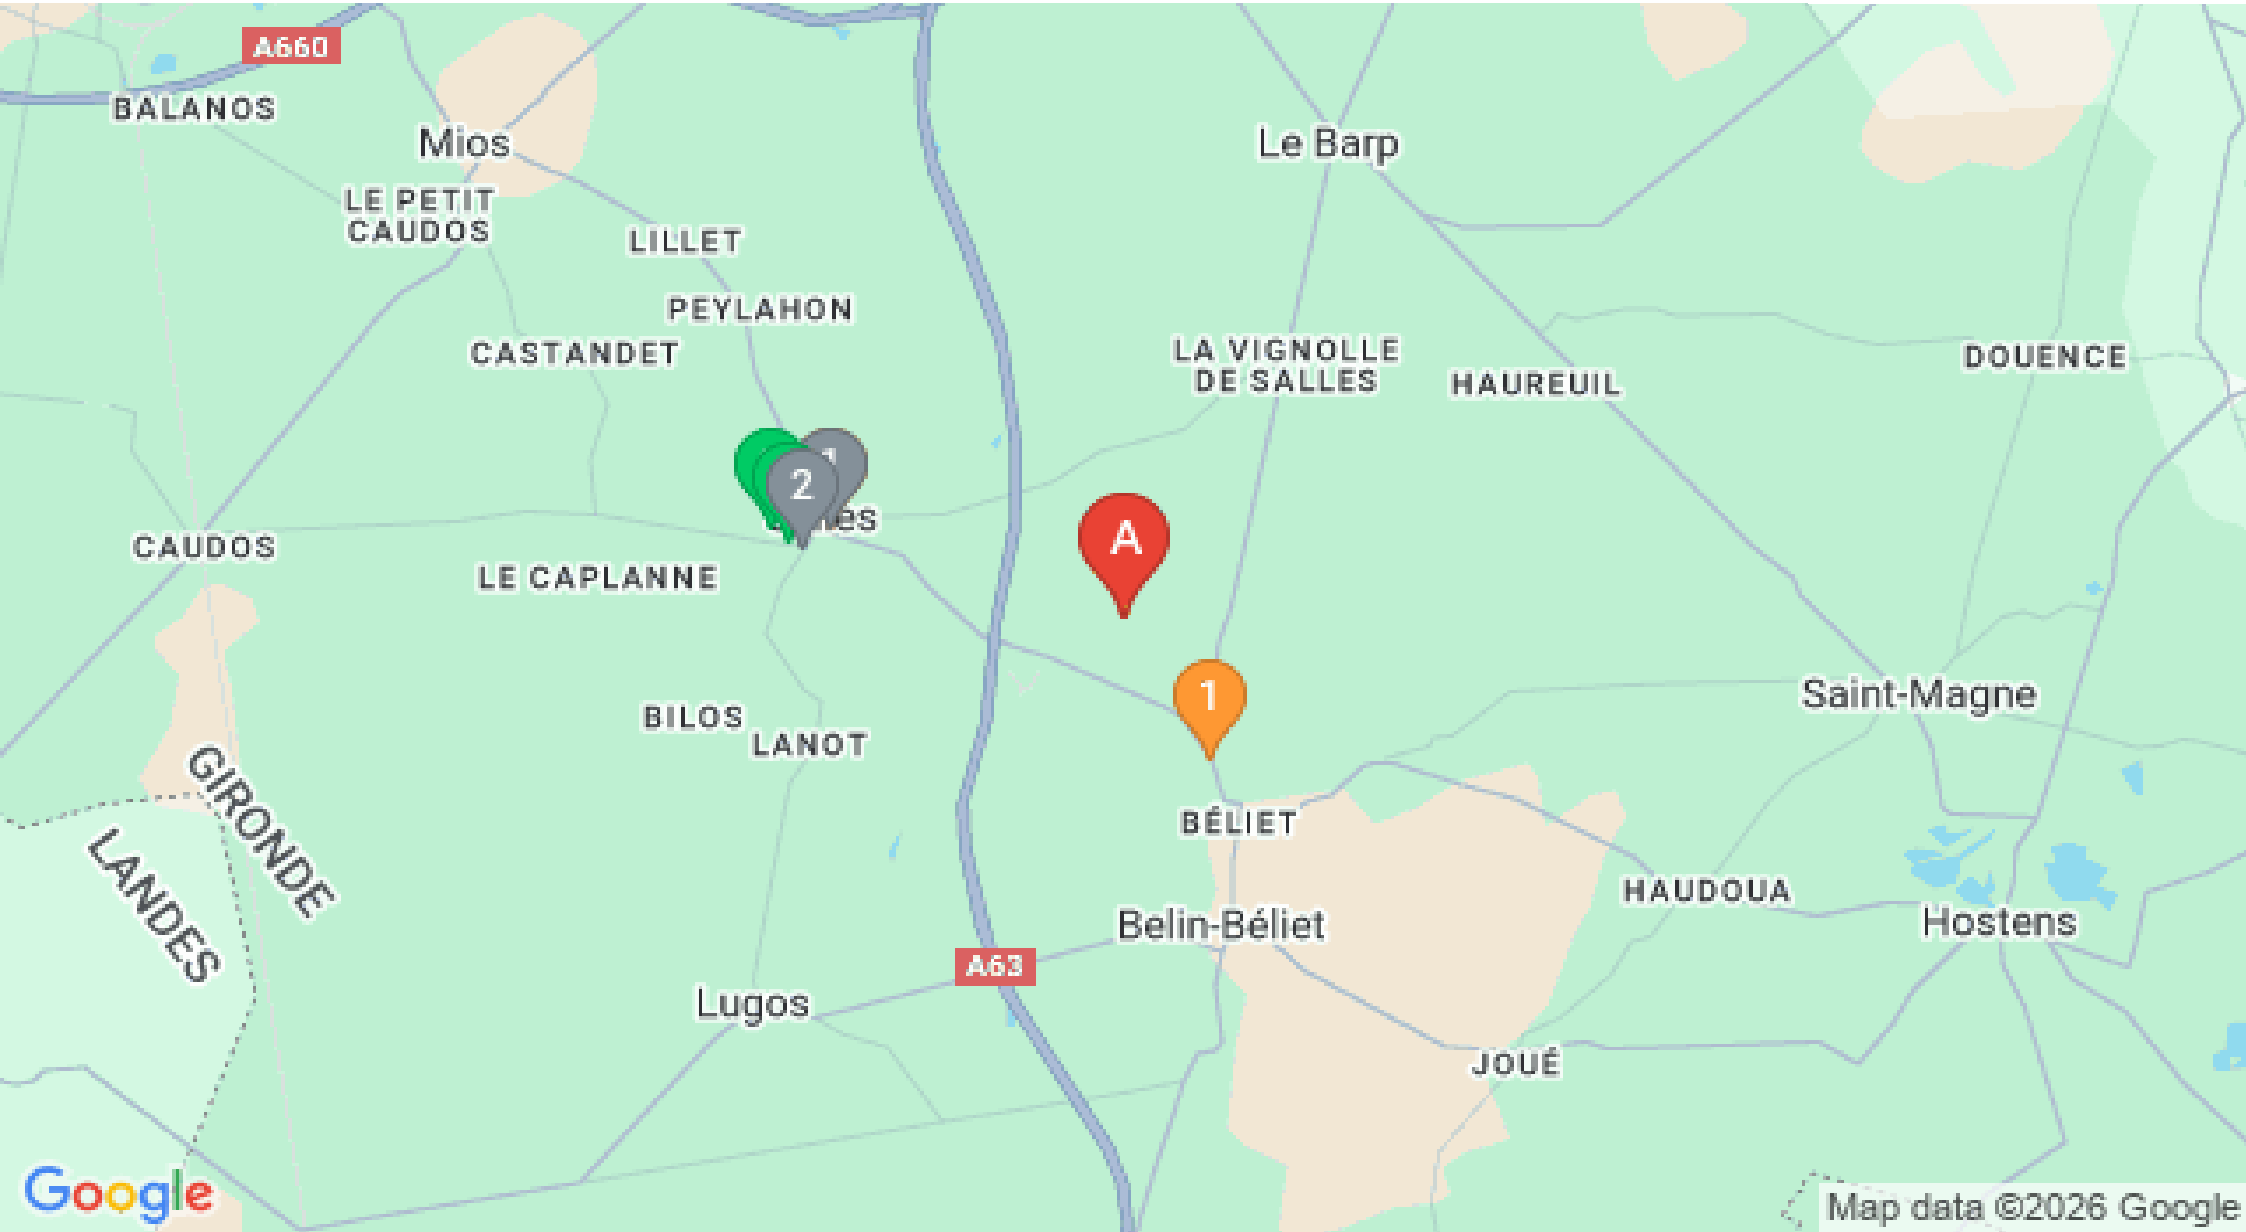 A660
BALANOS
Mios
Le Barp
LE PETIT
CAUDOS
LILLET
PEYLAHON
CASTANDET
LA VIGNOLLE
DE SALLES
HAUREUIL
DOUENCE
1
2
A
CAUDOS
LE CAPLANNE
1
Saint-Magne
BILOS
LANOT
GIRONDE
LANDES
BÉLIET
HAUDOUA
Belin-Béliet
Hostens
A63
Lugos
JOUÉ
Google
Map data ©2026 Google